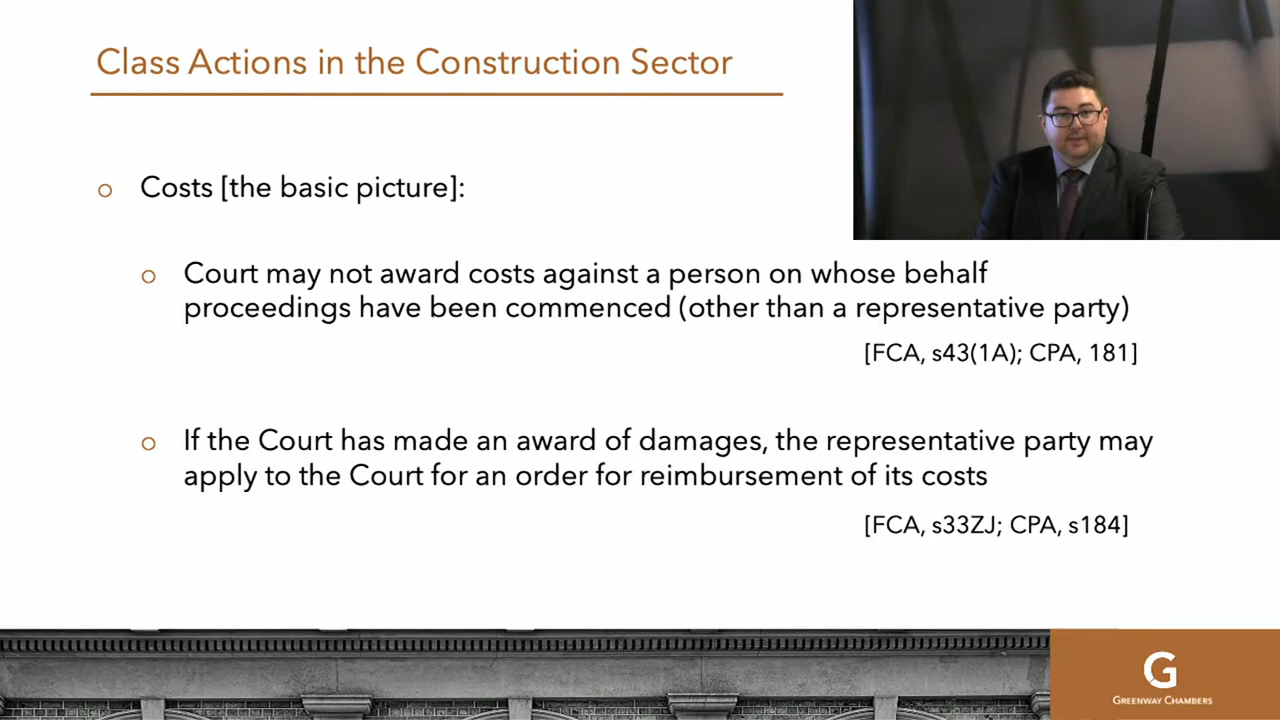 Class Actions in the Construction Sector
Costs [the basic picture]:
Court may not award costs against a person on whose behalf
proceedings have been commenced (other than a representative party)
[FCA, s43(1A); CPA, 181]
If the Court has made an award of damages, the representative party may
apply to the Court for an order for reimbursement of its costs
[FCA, s33ZJ; CPA, s184]
G
GREENWAY CHAMBERS